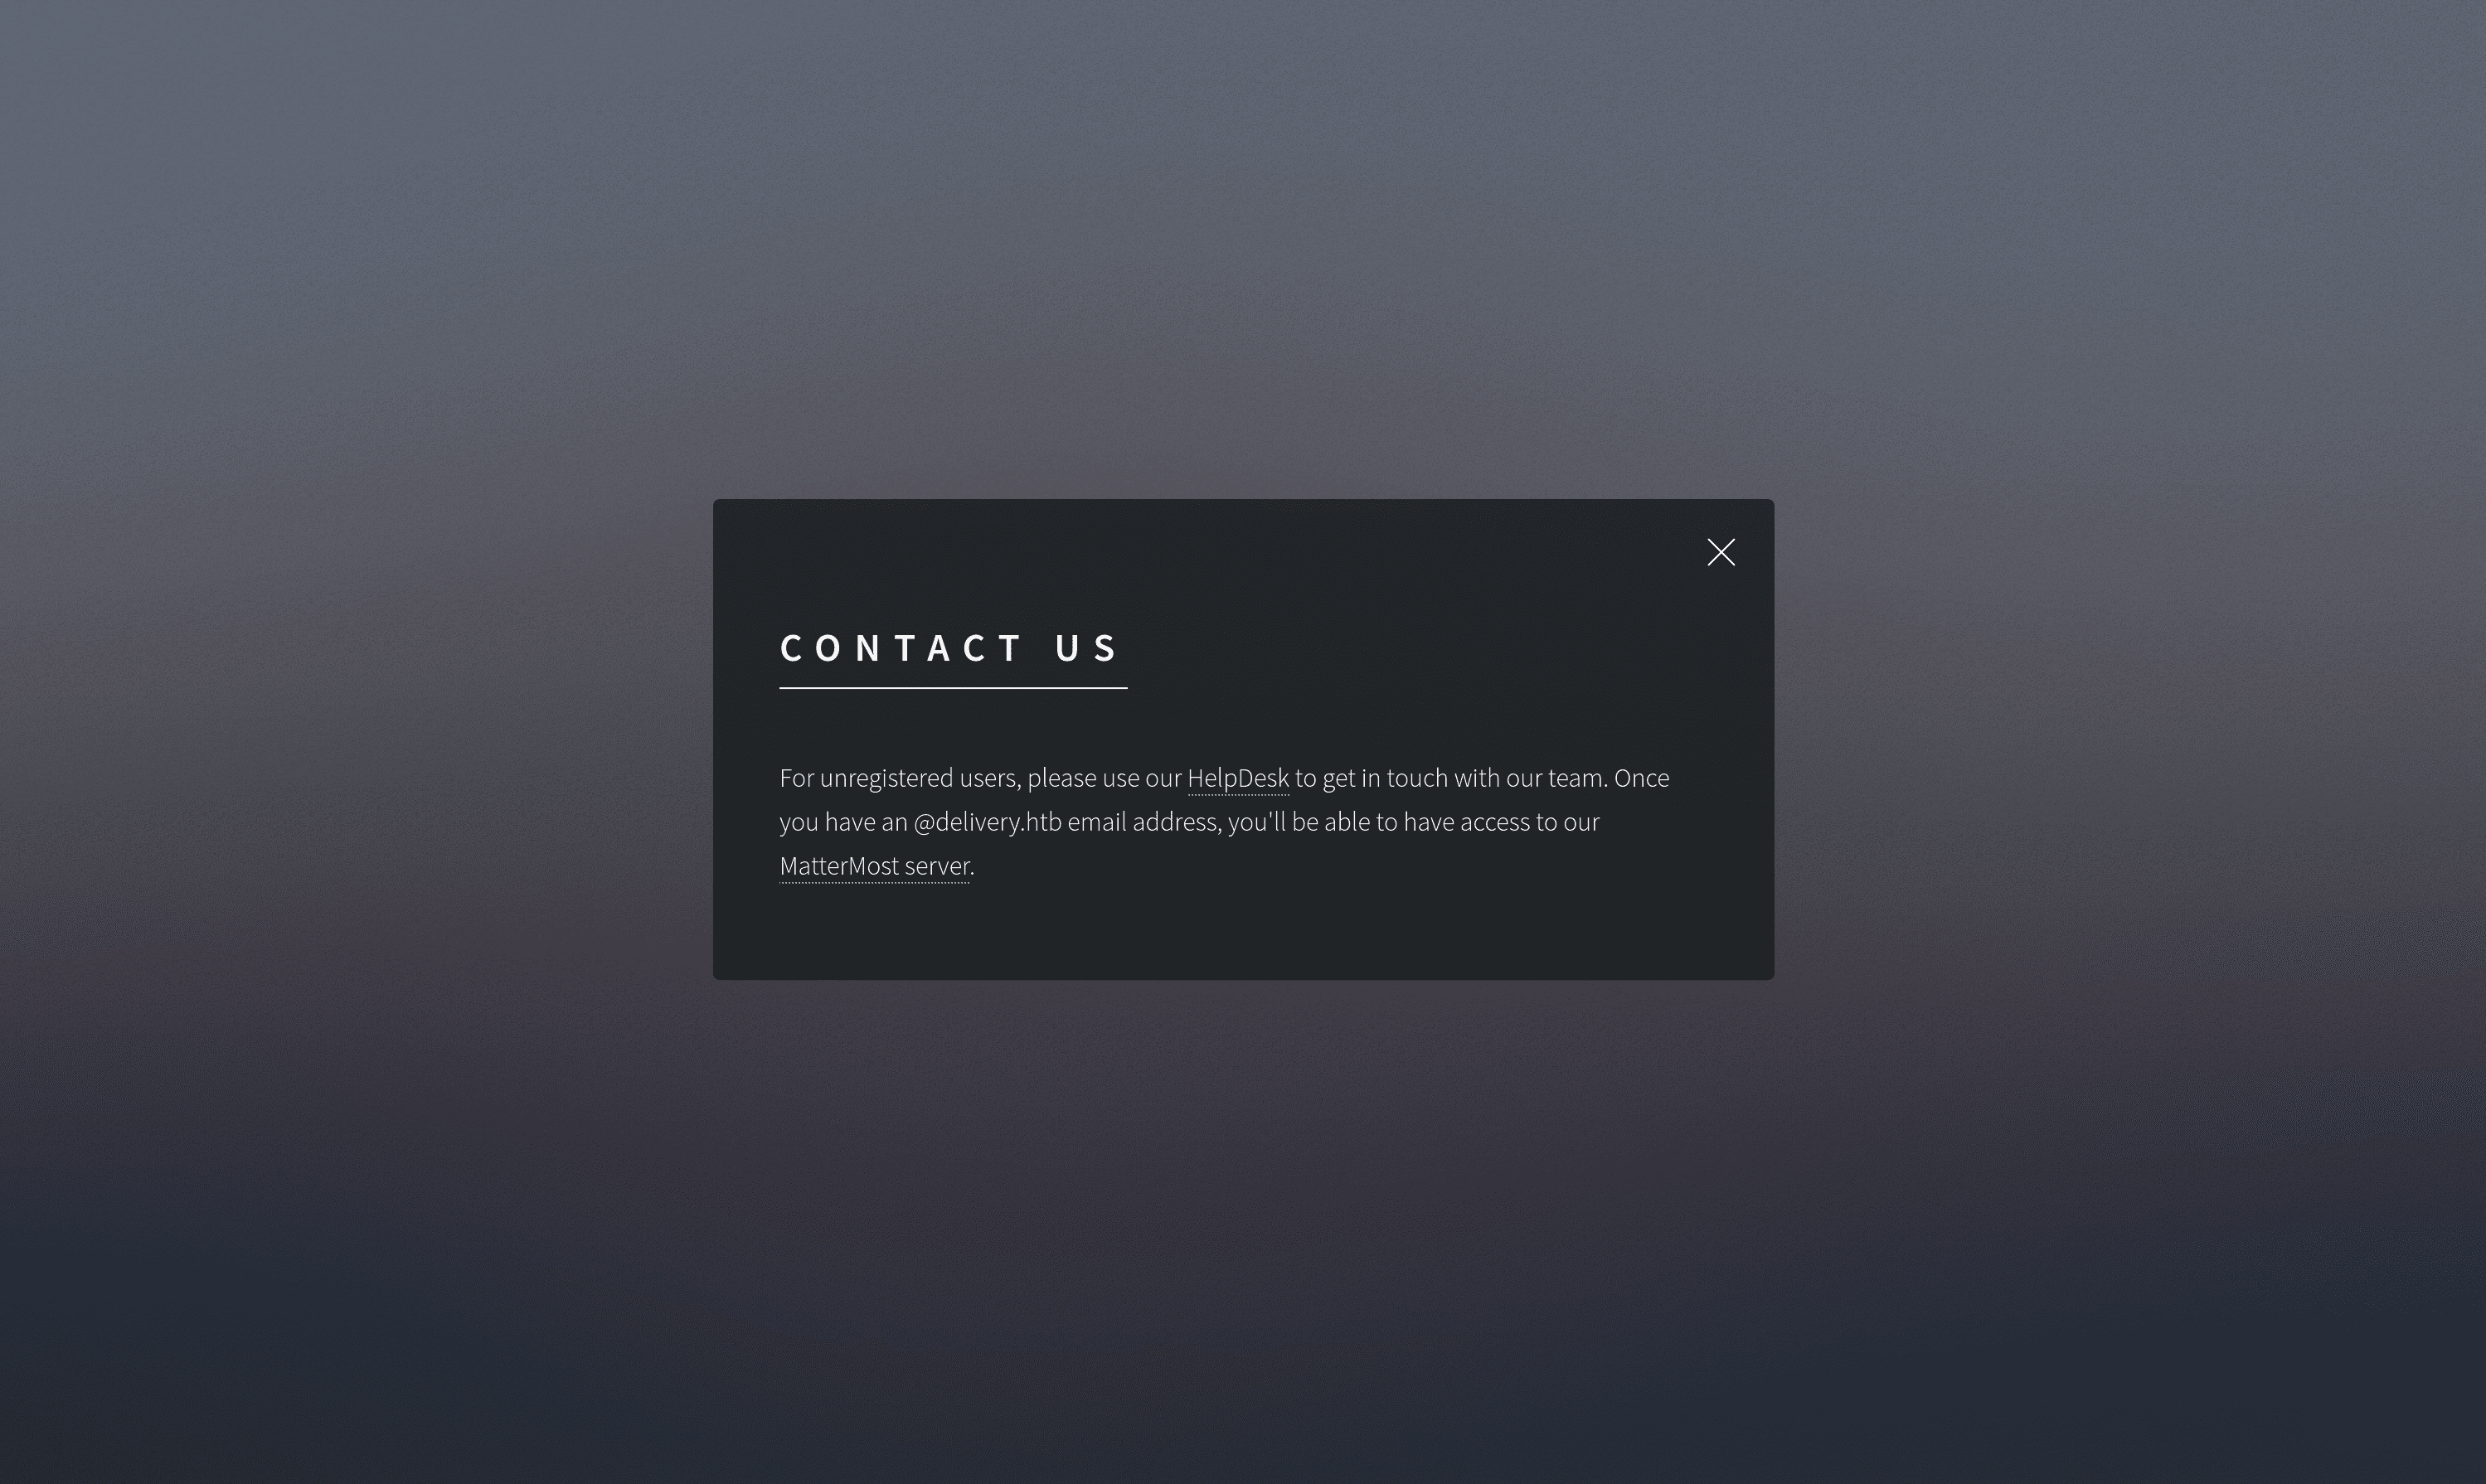 CONTACT US
For unregistered users, please use our HelpDesk to get in touch with our team. Once
you have an @delivery.htb email address, you'll be able to have access to our
MatterMost server.